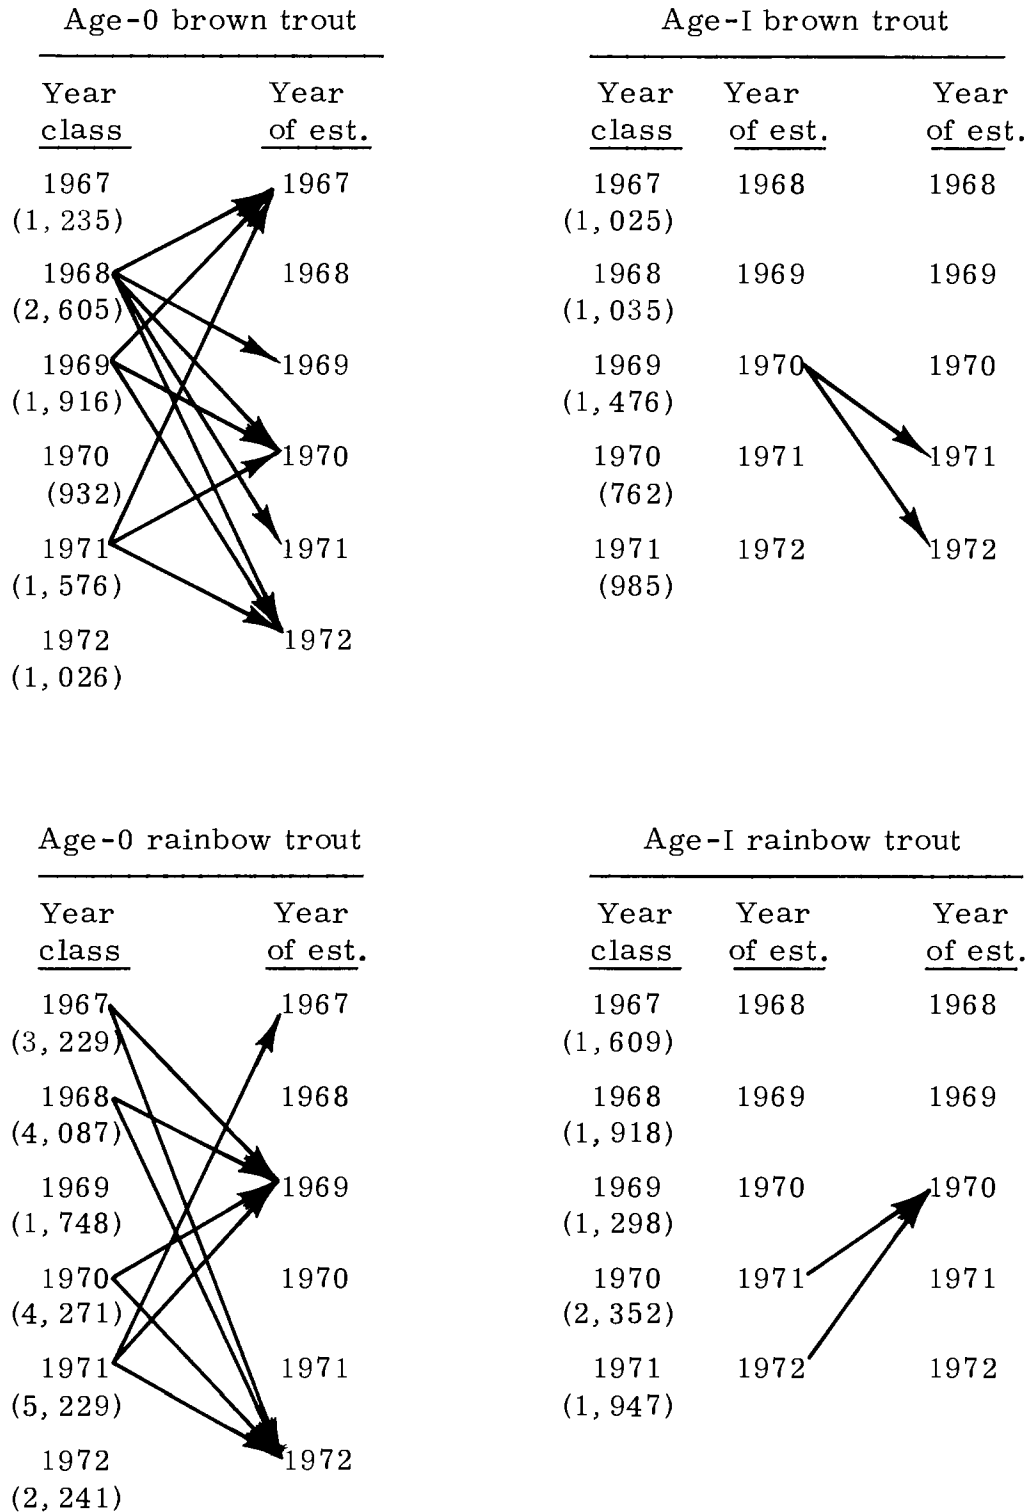 Age-0 brown trout
Year Year
class of est.
1967 1967
(1, 235)
1968 1968
(2, 605)
1969 1969
(1, 916)
1970 1970
(932)
1971 1971
(1, 576)
1972 1972
(1, 026)
Age-I brown trout
Year Year Year
class of est. of est.
1967 1968 1968
(1, 025)
1968 1969 1969
(1, 035)
1969 1970 1970
(1, 476)
1970 1971 1971
(762)
1971 1972 1972
(985)
Age-0 rainbow trout
Year Year
class of est.
1967 1967
(3, 229)
1968 1968
(4, 087)
1969 1969
(1, 748)
1970 1970
(4, 271)
1971 1971
(5, 229)
1972 1972
(2, 241)
Age-I rainbow trout
Year Year Year
class of est. of est.
1967 1968 1968
(1, 609)
1968 1969 1969
(1, 918)
1969 1970 1970
(1, 298)
1970 1971 1971
(2, 352)
1971 1972 1972
(1, 947)